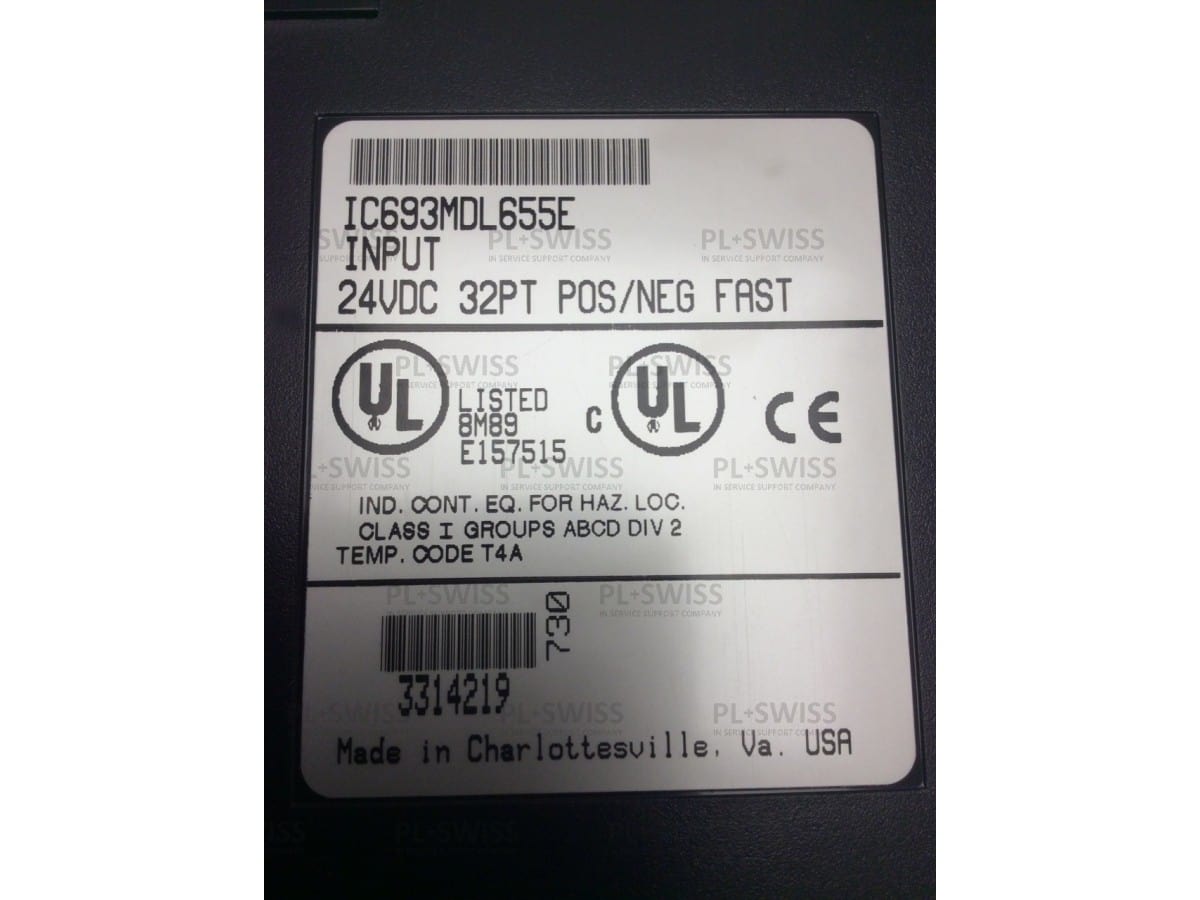 IC693MDL655E
INPUT
24VDC 32PT POS/NEG FAST
UL
LISTED
8M89
E157515
C UL CE
IND. CONT. EQ. FOR HAZ. LOC.
CLASS I GROUPS ABCD DIV 2
TEMP. CODE T4A
730
3314219
Made in Charlottesville, Va. USA
PL+SWISS
IN SERVICE SUPPORT COMPANY